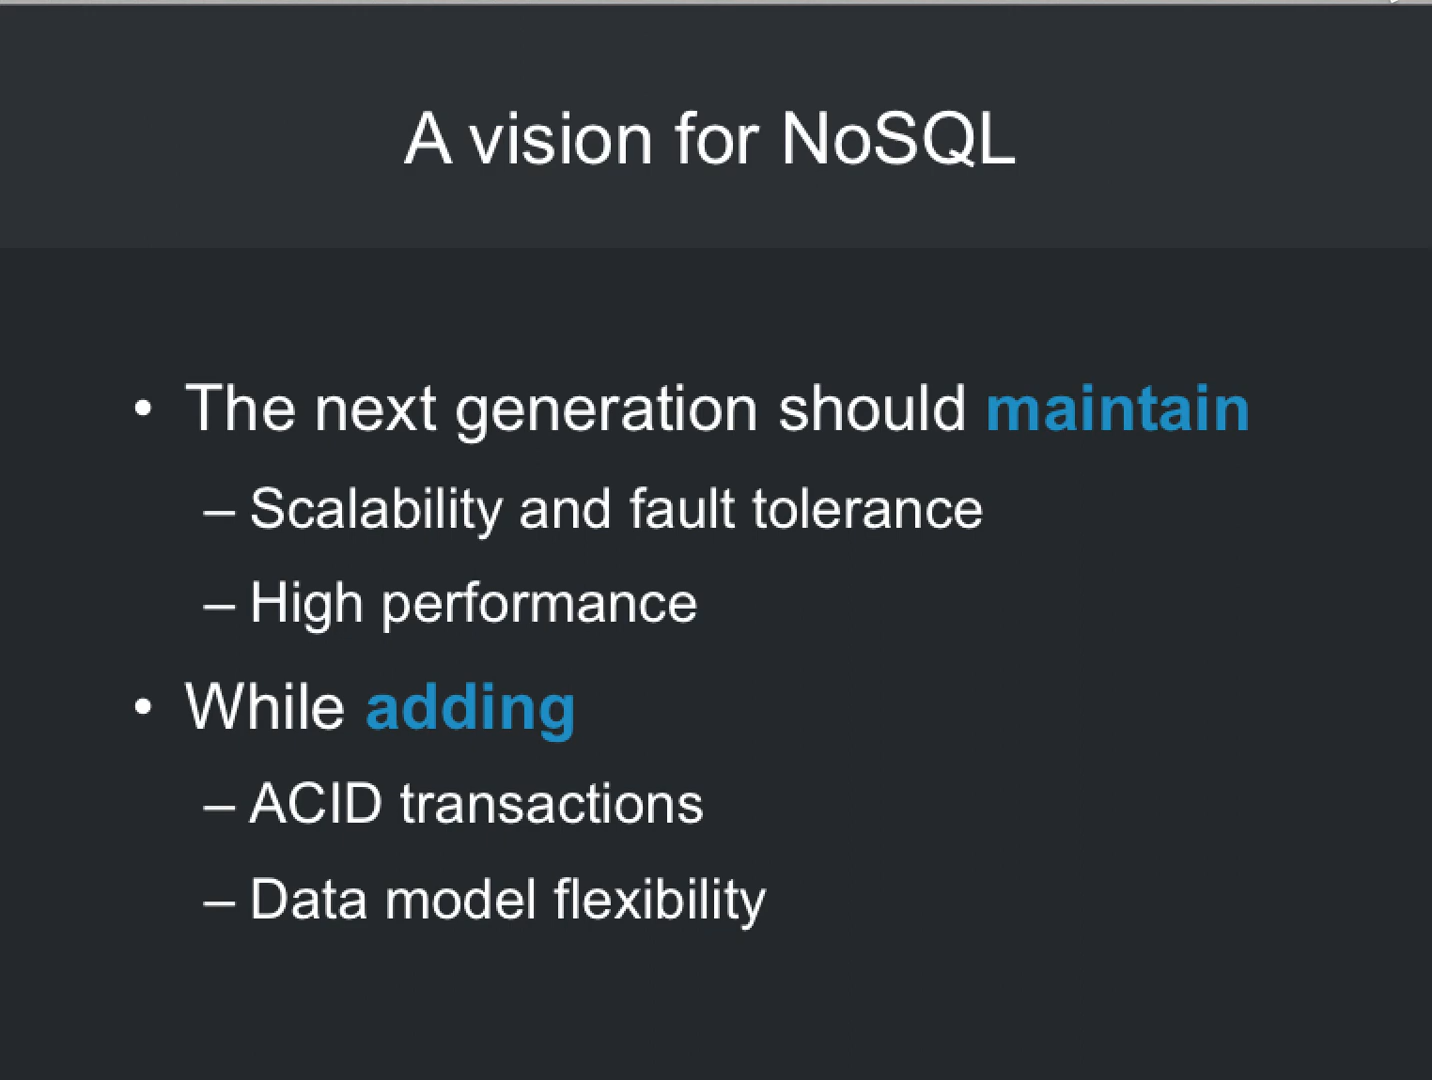 A vision for NoSQL
• The next generation should maintain
– Scalability and fault tolerance
– High performance
• While adding
– ACID transactions
– Data model flexibility